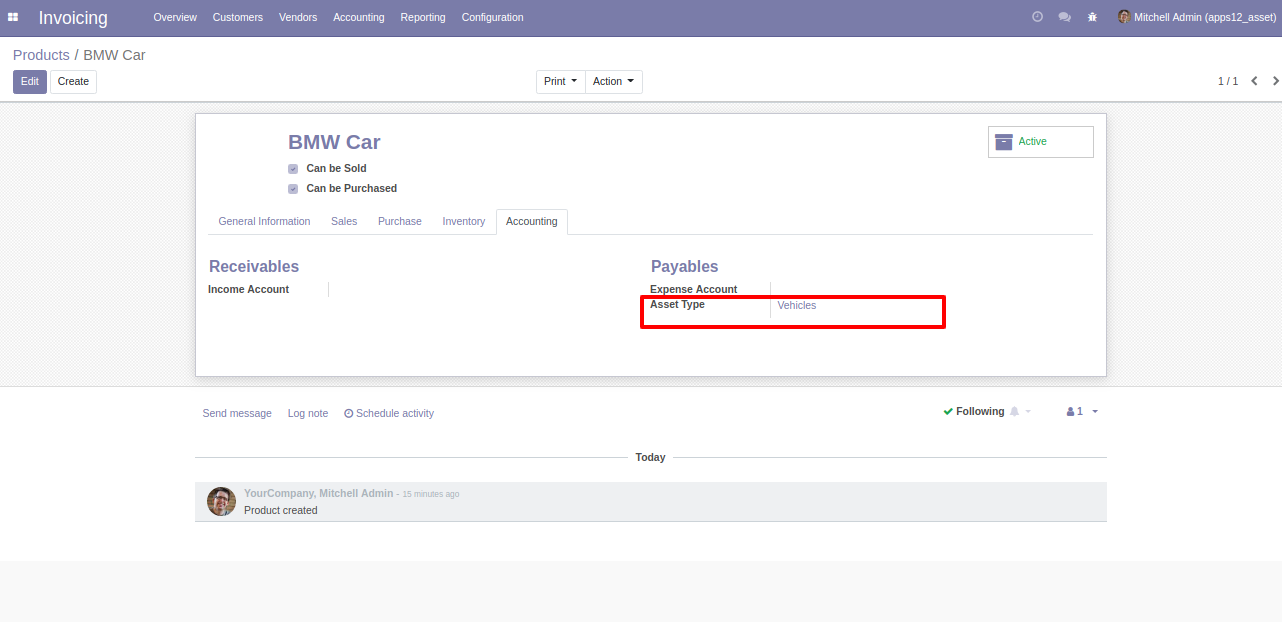 Invoicing Overview Customers Vendors Accounting Reporting Configuration Mitchell Admin (apps12_asset)
Products / BMW Car
Edit Create Print Action 1 / 1
BMW Car
Active
Can be Sold
Can be Purchased
General Information Sales Purchase Inventory Accounting
Receivables
Income Account
Payables
Expense Account
Asset Type Vehicles
Send message Log note Schedule activity Following 1
Today
YourCompany, Mitchell Admin - 15 minutes ago
Product created